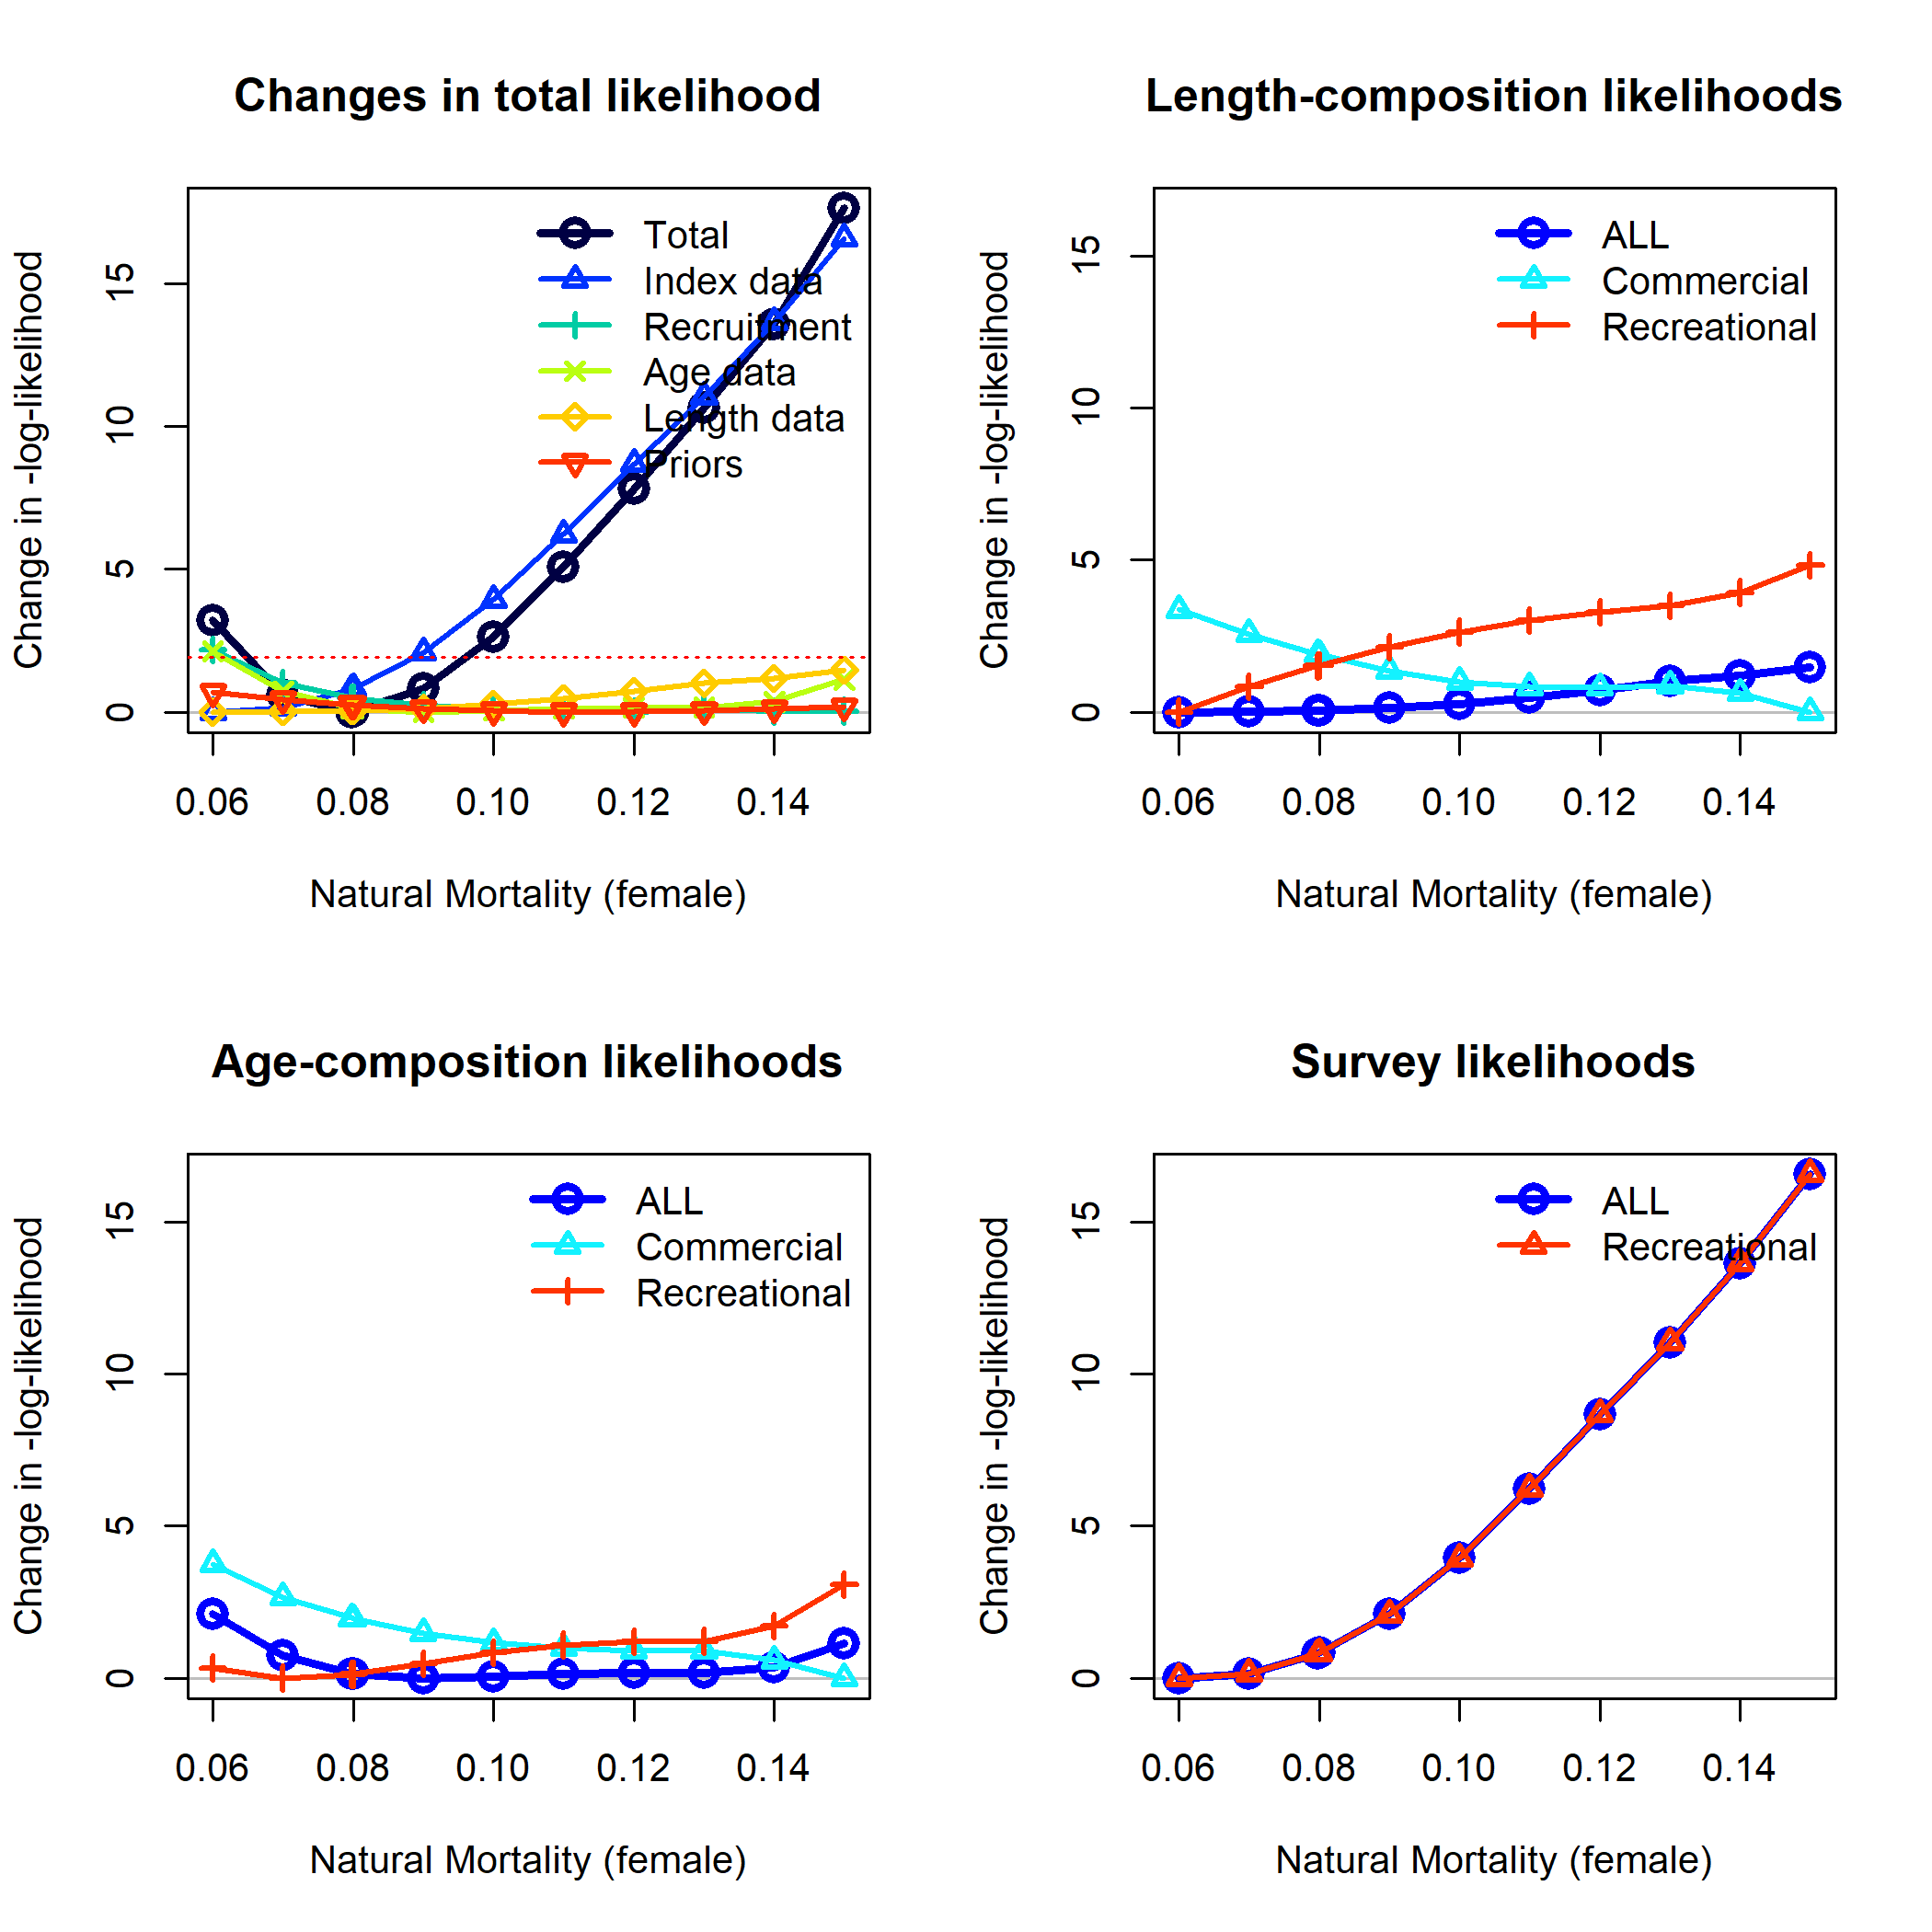 Changes in total likelihood
Change in -log-likelihood
15
10
5
0
Total
Index data
Recruitment
Age data
Length data
Priors
0.06 0.08 0.10 0.12 0.14
Natural Mortality (female)
Length-composition likelihoods
Change in -log-likelihood
15
10
5
0
ALL
Commercial
Recreational
0.06 0.08 0.10 0.12 0.14
Natural Mortality (female)
Age-composition likelihoods
Change in -log-likelihood
15
10
5
0
ALL
Commercial
Recreational
0.06 0.08 0.10 0.12 0.14
Natural Mortality (female)
Survey likelihoods
Change in -log-likelihood
15
10
5
0
ALL
Recreational
0.06 0.08 0.10 0.12 0.14
Natural Mortality (female)